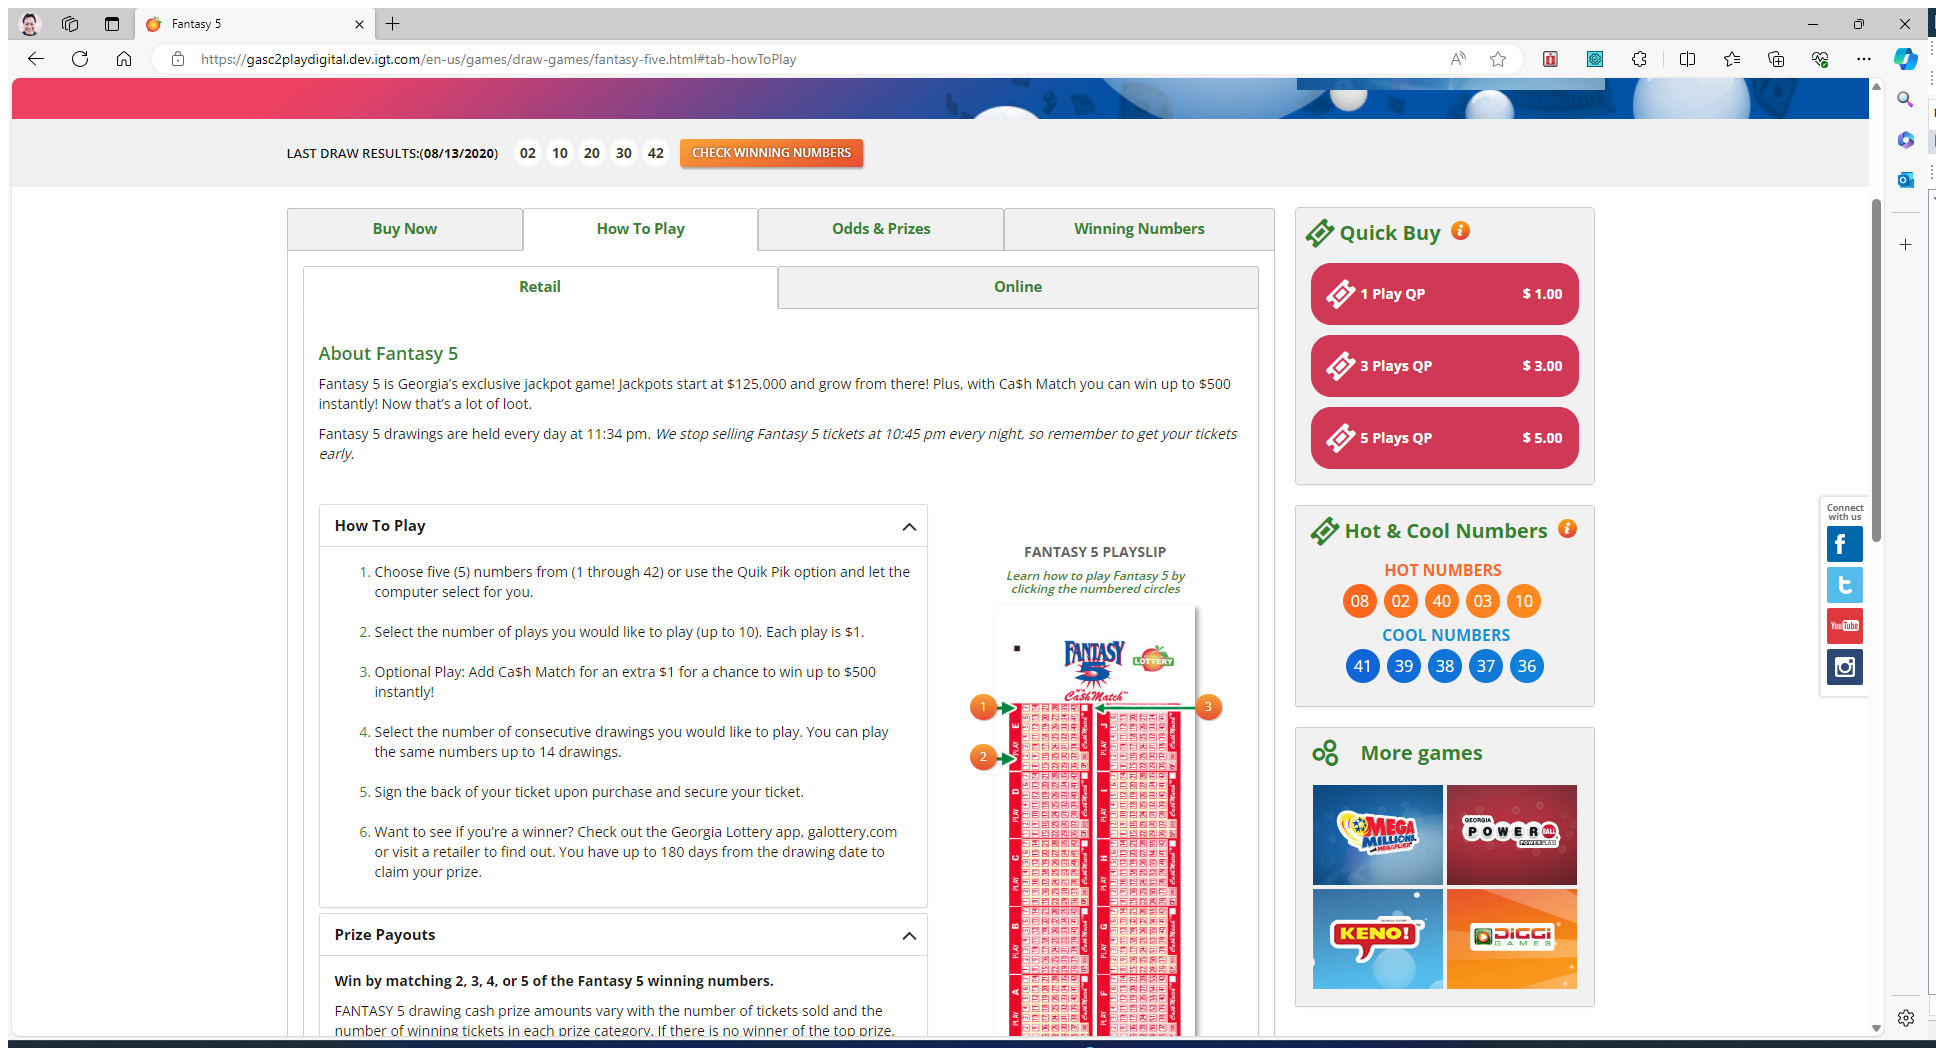 Fantasy 5
https://gasc2playdigital.dev.igt.com/en-us/games/draw-games/fantasy-five.html#tab-howToPlay
LAST DRAW RESULTS:(08/13/2020) 02 10 20 30 42 CHECK WINNING NUMBERS
Buy Now How To Play Odds & Prizes Winning Numbers
Retail Online
About Fantasy 5
Fantasy 5 is Georgia’s exclusive jackpot game! Jackpots start at $125,000 and grow from there! Plus, with Ca$h Match you can win up to $500
instantly! Now that’s a lot of loot.
Fantasy 5 drawings are held every day at 11:34 pm. We stop selling Fantasy 5 tickets at 10:45 pm every night, so remember to get your tickets
early.
How To Play
1. Choose five (5) numbers from (1 through 42) or use the Quik Pik option and let the
computer select for you.
2. Select the number of plays you would like to play (up to 10). Each play is $1.
3. Optional Play: Add Ca$h Match for an extra $1 for a chance to win up to $500
instantly!
4. Select the number of consecutive drawings you would like to play. You can play
the same numbers up to 14 drawings.
5. Sign the back of your ticket upon purchase and secure your ticket.
6. Want to see if you’re a winner? Check out the Georgia Lottery app, galottery.com
or visit a retailer to find out. You have up to 180 days from the drawing date to
claim your prize.
Prize Payouts
Win by matching 2, 3, 4, or 5 of the Fantasy 5 winning numbers.
FANTASY 5 drawing cash prize amounts vary with the number of tickets sold and the
number of winning tickets in each prize category. If there is no winner of the top prize,
FANTASY 5 PLAYSLIP
Learn how to play Fantasy 5 by
clicking the numbered circles
FANTASY
5
LOTTERY
WITH
Ca$hMatch™
1
3
2
PLAY E
PLAY J
PLAY D
PLAY I
PLAY C
PLAY H
PLAY B
PLAY G
PLAY A
PLAY F
Quick Buy
1 Play QP $ 1.00
3 Plays QP $ 3.00
5 Plays QP $ 5.00
Hot & Cool Numbers
HOT NUMBERS
08 02 40 03 10
COOL NUMBERS
41 39 38 37 36
More games
MEGA
MILLIONS
WITH MEGAPLIER
GEORGIA
POWERBALL
POWER PLAY
KENO!
DiGGi
GAMES
Connect
with us
f
t
YouTube